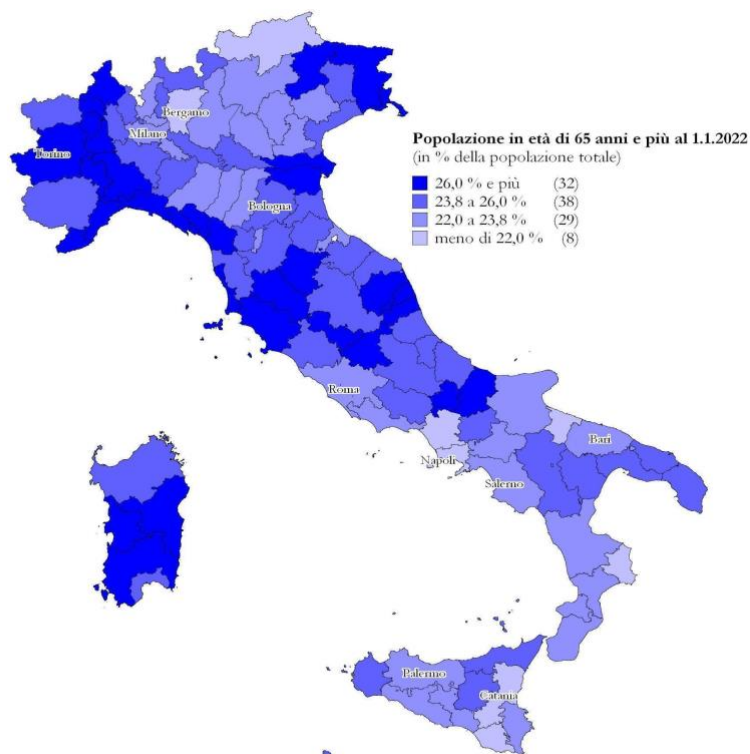 Bergamo
Milano
Torino
Popolazione in età di 65 anni e più al 1.1.2022
(in % della popolazione totale)
26,0 % e più (32)
23,8 a 26,0 % (38)
22,0 a 23,8 % (29)
meno di 22,0 % (8)
Bologna
Roma
Napoli
Bari
Salerno
Palermo
Catania